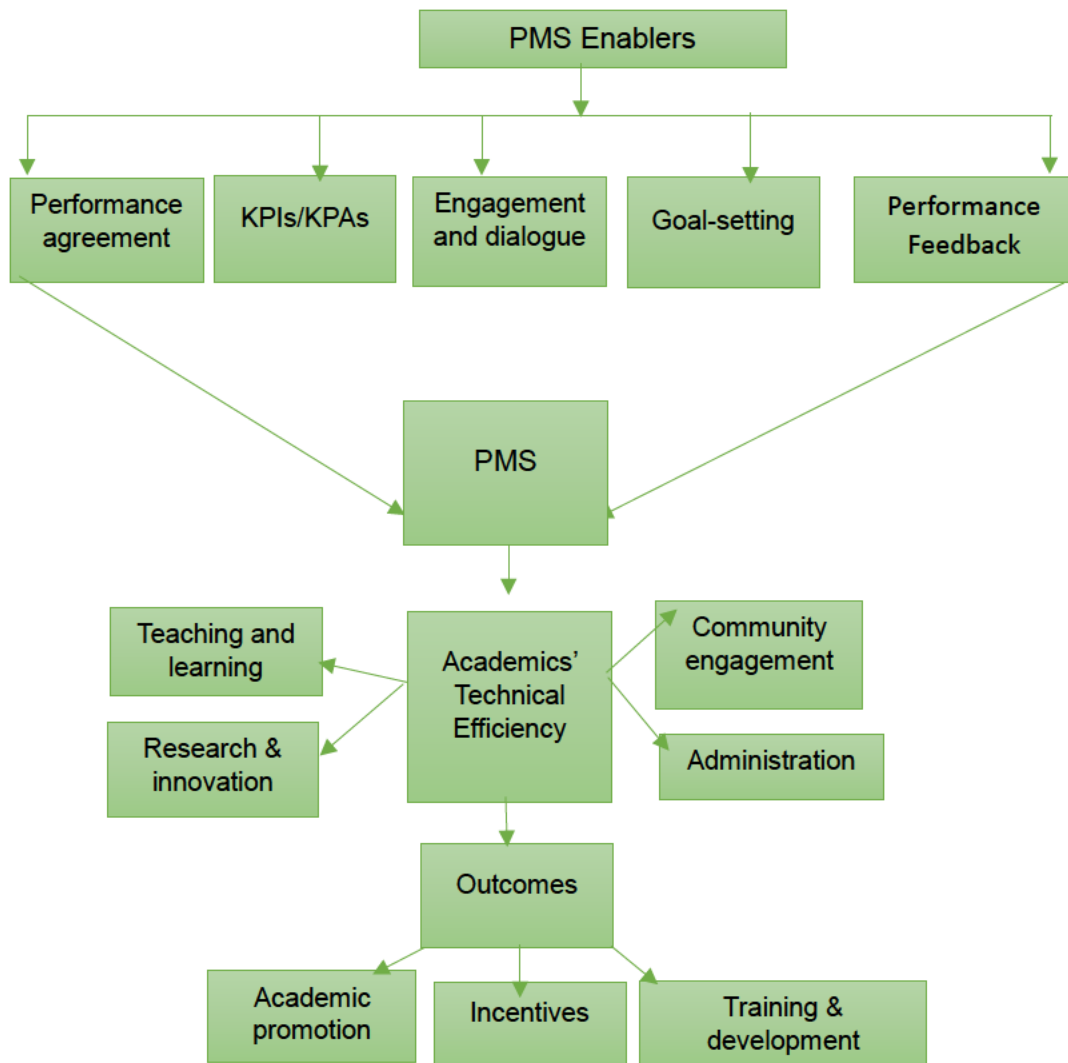 PMS Enablers
Performance
agreement
KPIs/KPAs
Engagement
and dialogue
Goal-setting
Performance
Feedback
PMS
Teaching and
learning
Academics’
Technical
Efficiency
Community
engagement
Research &
innovation
Administration
Outcomes
Academic
promotion
Incentives
Training &
development